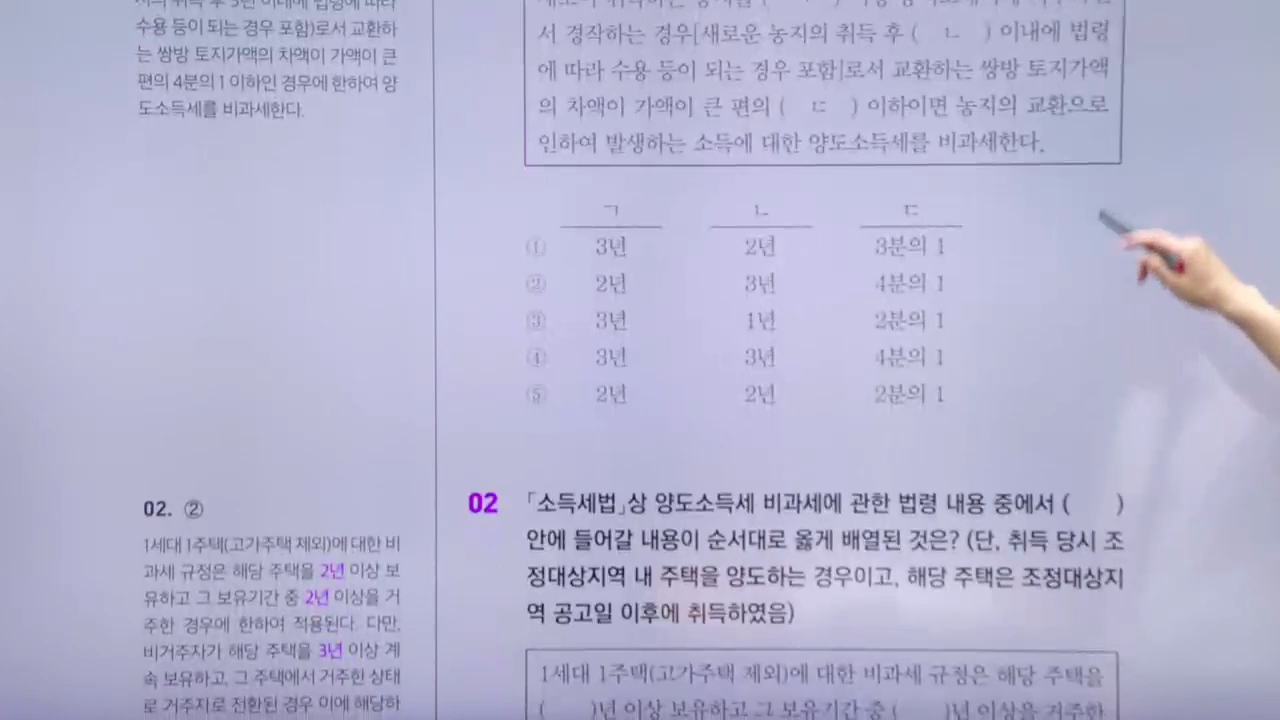 수용 등이 되는 경우 포함)로서 교환하
는 쌍방 토지가액의 차액이 가액이 큰
편의 4분의 1 이하인 경우에 한하여 양
도소득세를 비과세한다.
서 경작하는 경우[새로운 농지의 취득 후 ( ㄴ ) 이내에 법령
에 따라 수용 등이 되는 경우 포함]로서 교환하는 쌍방 토지가액
의 차액이 가액이 큰 편의 ( ㄷ ) 이하이면 농지의 교환으로
인하여 발생하는 소득에 대한 양도소득세를 비과세한다.
ㄱ ㄴ ㄷ
① 3년 2년 3분의 1
② 2년 3년 4분의 1
③ 3년 1년 2분의 1
④ 3년 3년 4분의 1
⑤ 2년 2년 2분의 1
02. ②
1세대 1주택(고가주택 제외)에 대한 비
과세 규정은 해당 주택을 2년 이상 보
유하고 그 보유기간 중 2년 이상을 거
주한 경우에 한하여 적용된다. 다만,
비거주자가 해당 주택을 3년 이상 계
속 보유하고, 그 주택에서 거주한 상태
로 거주자로 전환된 경우 이에 해당하
02 「소득세법」상 양도소득세 비과세에 관한 법령 내용 중에서 ( )
안에 들어갈 내용이 순서대로 옳게 배열된 것은? (단, 취득 당시 조
정대상지역 내 주택을 양도하는 경우이고, 해당 주택은 조정대상지
역 공고일 이후에 취득하였음)
1세대 1주택(고가주택 제외)에 대한 비과세 규정은 해당 주택을
( )년 이상 보유하고 그 보유기간 중 ( )년 이상을 거주한